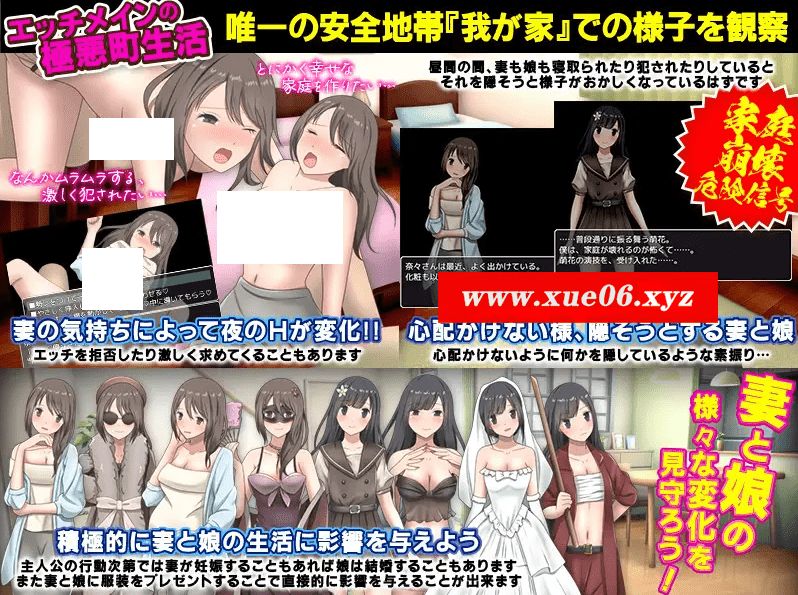 エッチメインの
極悪町生活
唯一の安全地帯『我が家』での様子を観察
とにかく幸せな
家庭を作りたい…
なんかムラムラする、
激しく犯されたい…
妻の気持ちによって夜のHが変化!!
エッチを拒否したり激しく求めてくることもあります
昼間の間、妻も娘も寝取られたり犯されたりしていると
それを隠そうと様子がおかしくなっているはずです
家庭
崩壊
危険信号
奈々さんは最近、よく出かけている。
……普段通りに振る舞う蘭花。
僕は、家庭が壊れるのが怖くて……。
蘭花の演技を、受け入れた……。
www.xue06.xyz
心配かけない様、隠そうとする妻と娘
心配かけないように何かを隠しているような素振り…
妻と娘の
様々な変化を
見守ろう!
積極的に妻と娘の生活に影響を与えよう
主人公の行動次第では妻が妊娠することもあれば娘は結婚することもあります
また妻と娘に服装をプレゼントすることで直接的に影響を与えることが出来ます